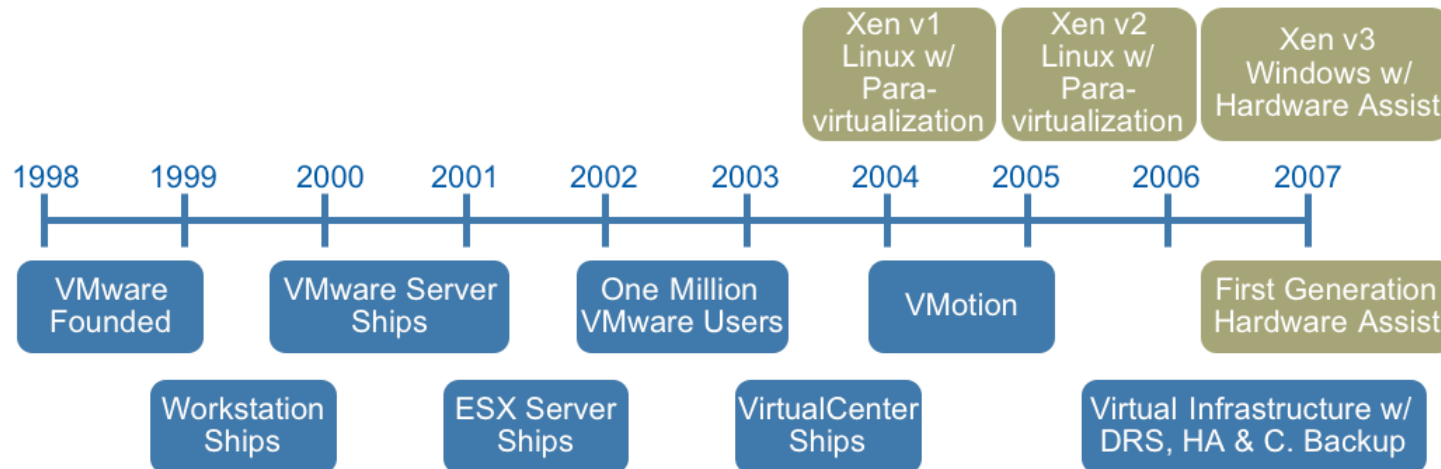 Xen v1
Linux w/
Para-
virtualization
Xen v2
Linux w/
Para-
virtualization
Xen v3
Windows w/
Hardware Assist
1998
1999
2000
2001
2002
2003
2004
2005
2006
2007
VMware
Founded
VMware Server
Ships
One Million
VMware Users
VMotion
First Generation
Hardware Assist
Workstation
Ships
ESX Server
Ships
VirtualCenter
Ships
Virtual Infrastructure w/
DRS, HA & C. Backup